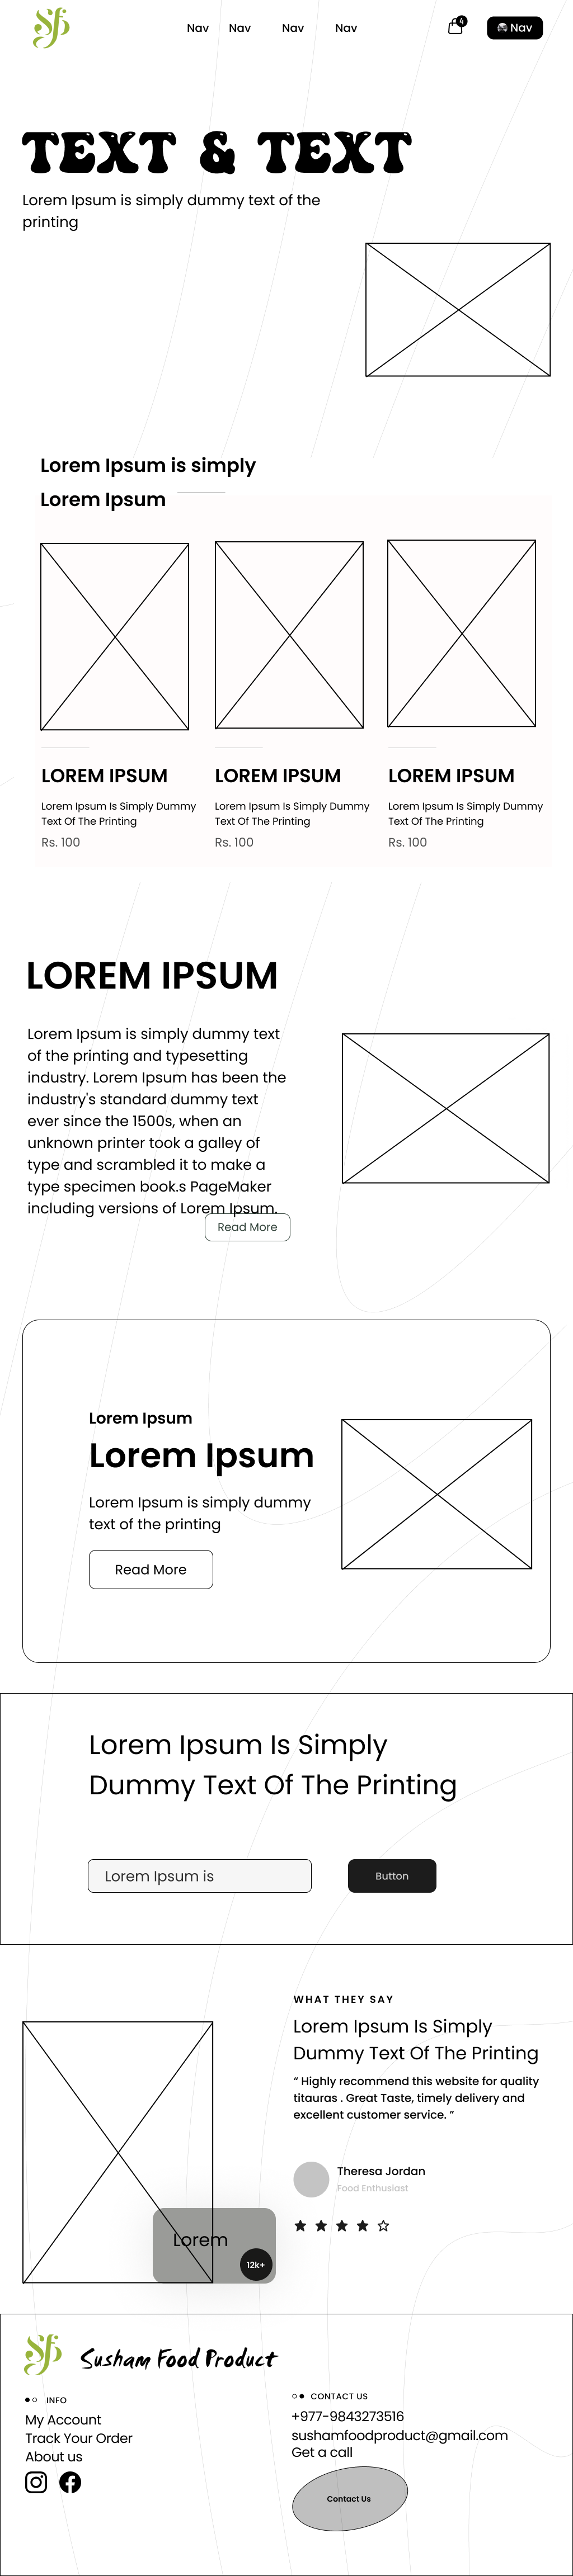 Nav Nav Nav Nav 4 Nav
TEXT & TEXT
Lorem Ipsum is simply dummy text of the
printing
Lorem Ipsum is simply
Lorem Ipsum
LOREM IPSUM
Lorem Ipsum Is Simply Dummy
Text Of The Printing
Rs. 100
LOREM IPSUM
Lorem Ipsum Is Simply Dummy
Text Of The Printing
Rs. 100
LOREM IPSUM
Lorem Ipsum Is Simply Dummy
Text Of The Printing
Rs. 100
LOREM IPSUM
Lorem Ipsum is simply dummy text
of the printing and typesetting
industry. Lorem Ipsum has been the
industry's standard dummy text
ever since the 1500s, when an
unknown printer took a galley of
type and scrambled it to make a
type specimen book.s PageMaker
including versions of Lorem Ipsum.
Read More
Lorem Ipsum
Lorem Ipsum
Lorem Ipsum is simply dummy
text of the printing
Read More
Lorem Ipsum Is Simply
Dummy Text Of The Printing
Lorem Ipsum is
Button
WHAT THEY SAY
Lorem Ipsum Is Simply
Dummy Text Of The Printing
“ Highly recommend this website for quality
titauras . Great Taste, timely delivery and
excellent customer service. ”
Theresa Jordan
Food Enthusiast
Lorem
12k+
Susham Food Product
INFO
My Account
Track Your Order
About us
CONTACT US
+977-9843273516
sushamfoodproduct@gmail.com
Get a call
Contact Us